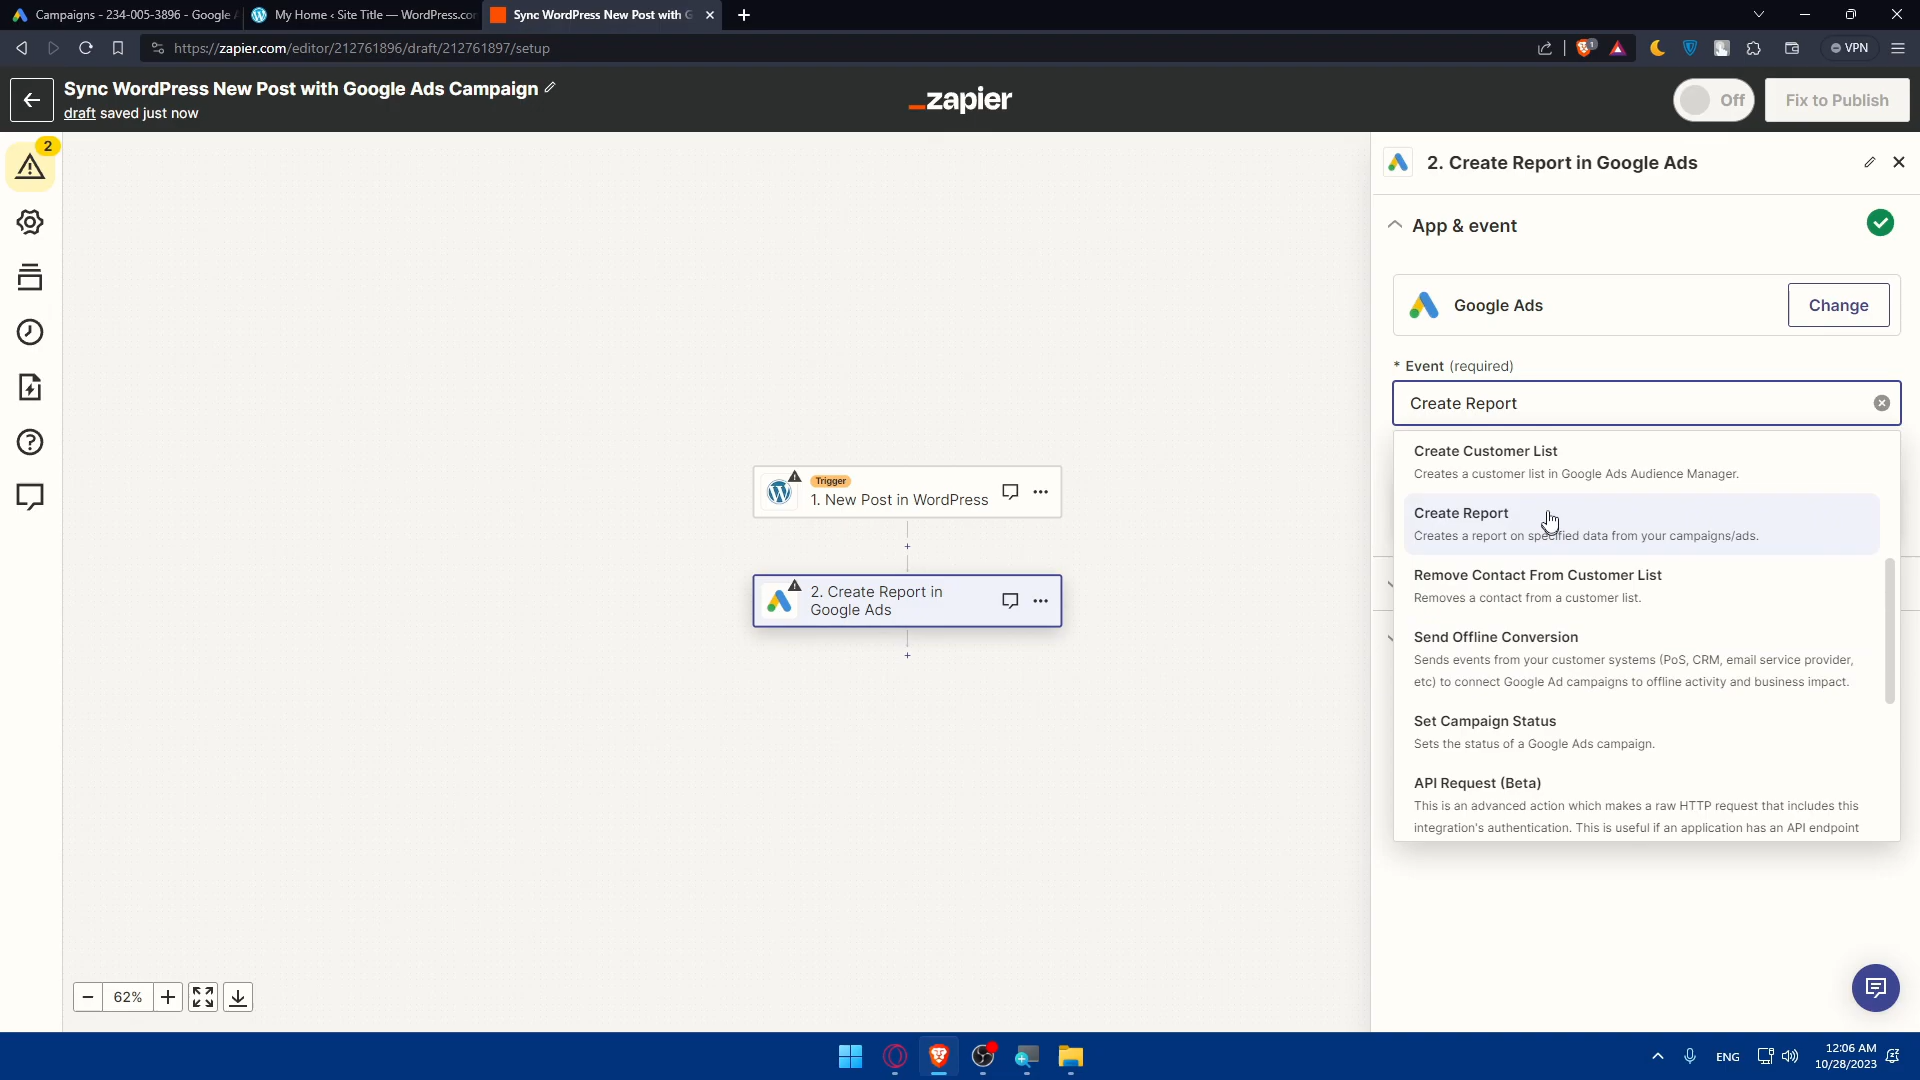 Campaigns - 234-005-3896 - Google A
My Home ‹ Site Title — WordPress.com
Sync WordPress New Post with G
https://zapier.com/editor/212761896/draft/212761897/setup
1
VPN
Sync WordPress New Post with Google Ads Campaign
draft saved just now
_zapier
Off
Fix to Publish
2
2. Create Report in Google Ads
App & event
Google Ads
Change
* Event (required)
Create Report
Create Customer List
Creates a customer list in Google Ads Audience Manager.
Create Report
Creates a report on specified data from your campaigns/ads.
Remove Contact From Customer List
Removes a contact from a customer list.
Send Offline Conversion
Sends events from your customer systems (PoS, CRM, email service provider,
etc) to connect Google Ad campaigns to offline activity and business impact.
Set Campaign Status
Sets the status of a Google Ads campaign.
API Request (Beta)
This is an advanced action which makes a raw HTTP request that includes this
integration's authentication. This is useful if an application has an API endpoint
Trigger
1. New Post in WordPress
2. Create Report in
Google Ads
62%
ENG
12:06 AM
10/28/2023